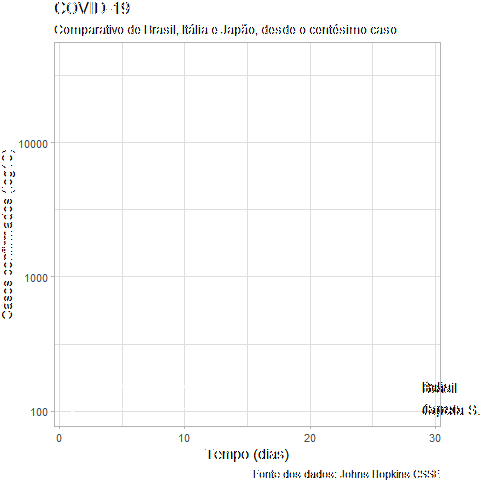 COVID-19
Comparativo de Brasil, Itália e Japão, desde o centésimo caso
Casos confirmados (log10)
10000
1000
100
0
10
20
30
Tempo (dias)
Fonte dos dados: Johns Hopkins CSSE